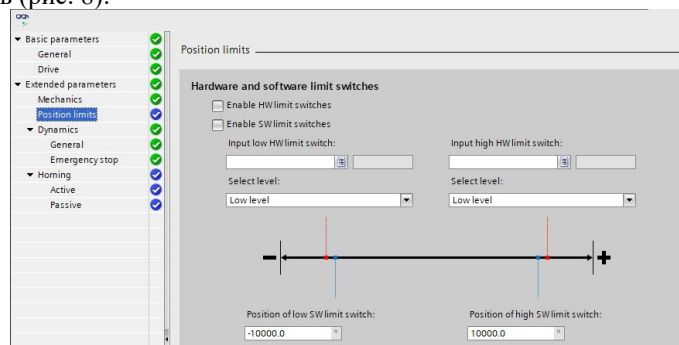 в (рис. 8).
Basic parameters
General
Drive
Extended parameters
Mechanics
Position limits
Dynamics
General
Emergency stop
Homing
Active
Passive
Position limits
Hardware and software limit switches
Enable HW limit switches
Enable SW limit switches
Input low HW limit switch: Input high HW limit switch:
Select level: Select level:
Low level Low level
− +
Position of low SW limit switch: Position of high SW limit switch:
-10000.0 ° 10000.0 °